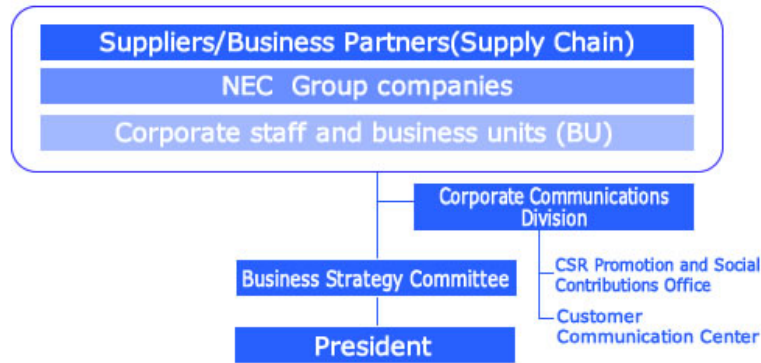 Suppliers/Business Partners(Supply Chain)
NEC Group companies
Corporate staff and business units (BU)
Corporate Communications
Division
CSR Promotion and Social
Contributions Office
Business Strategy Committee
Customer
Communication Center
President